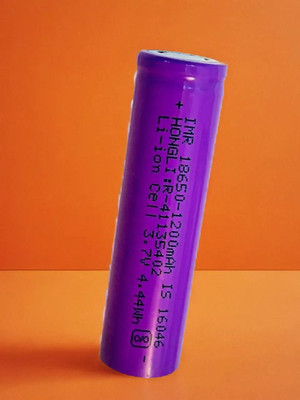 + IMR 18650-1200mAh IS 16046
HONGLI:R-41135402
Li-ion Cell 3.7V 4.44Wh -